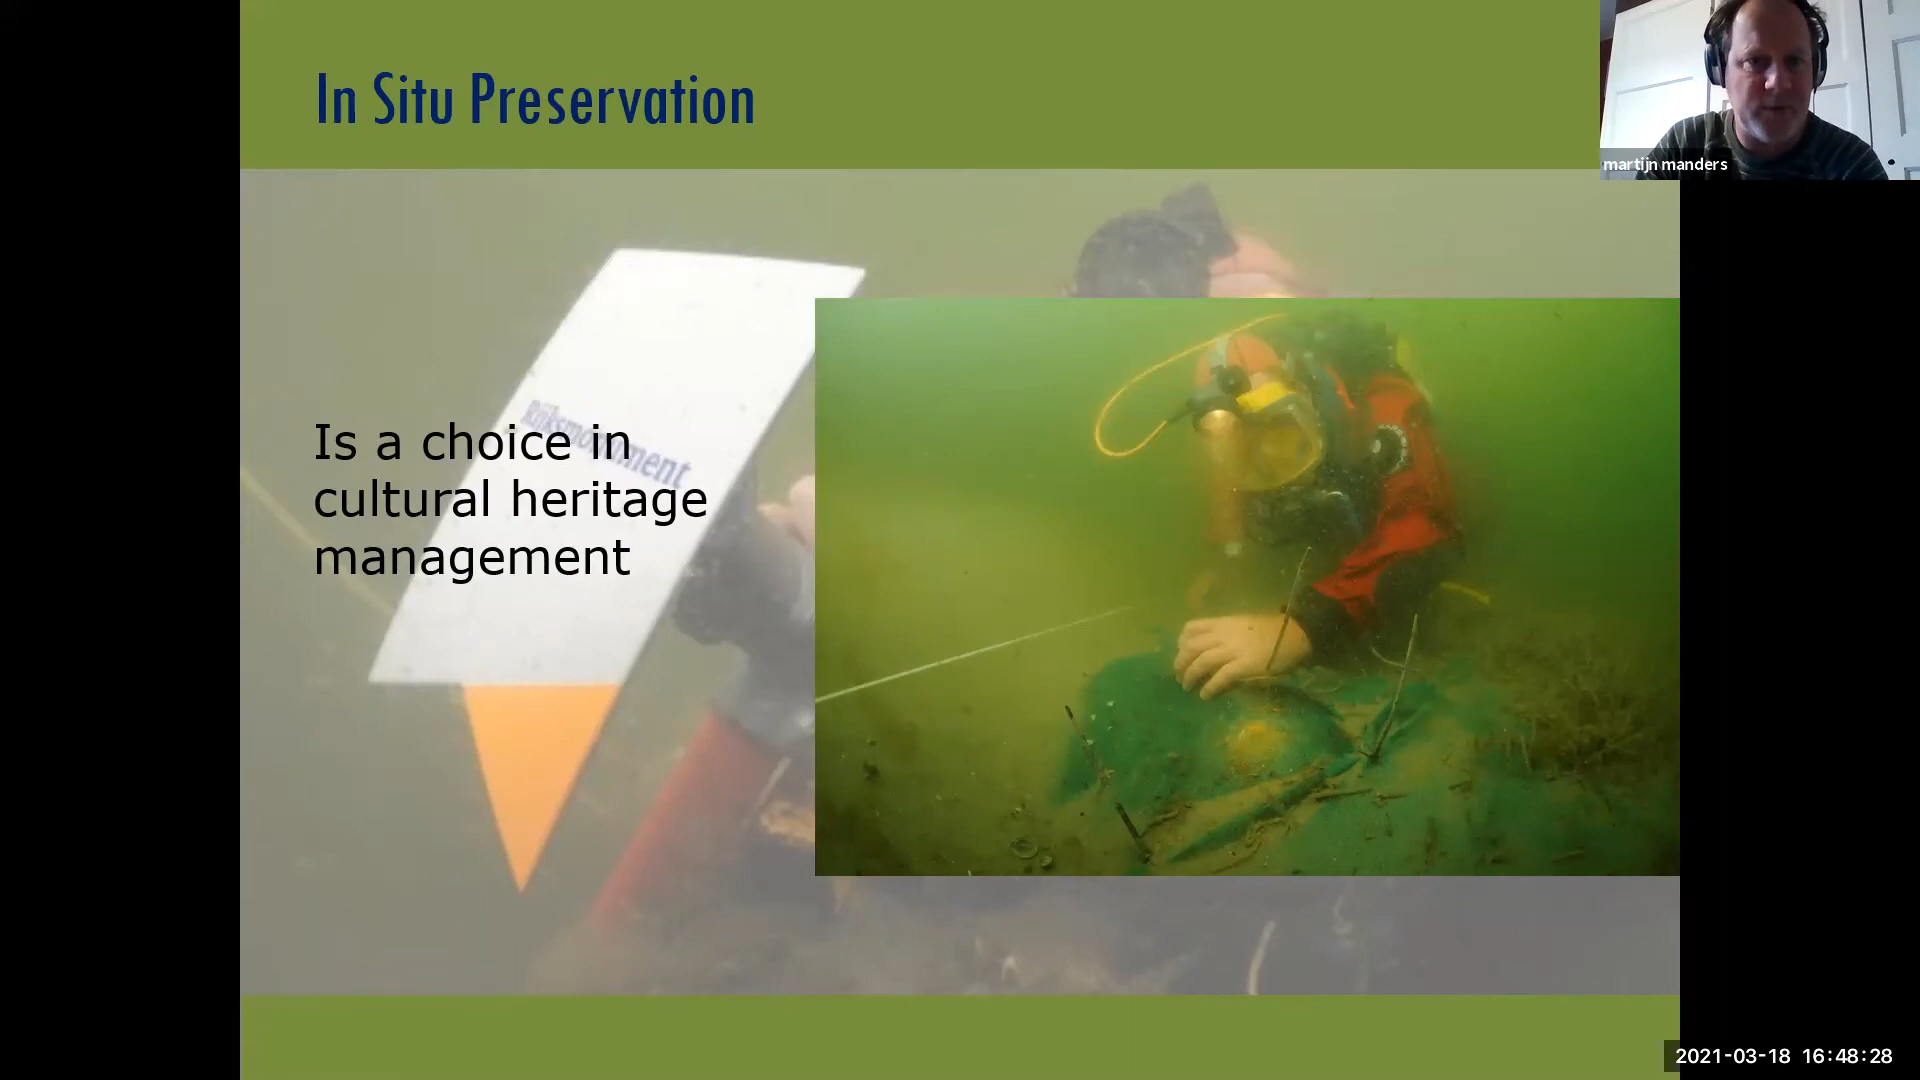 In Situ Preservation
martijn manders
Rijksmonument
Is a choice in
cultural heritage
management
2021-03-18 16:48:28